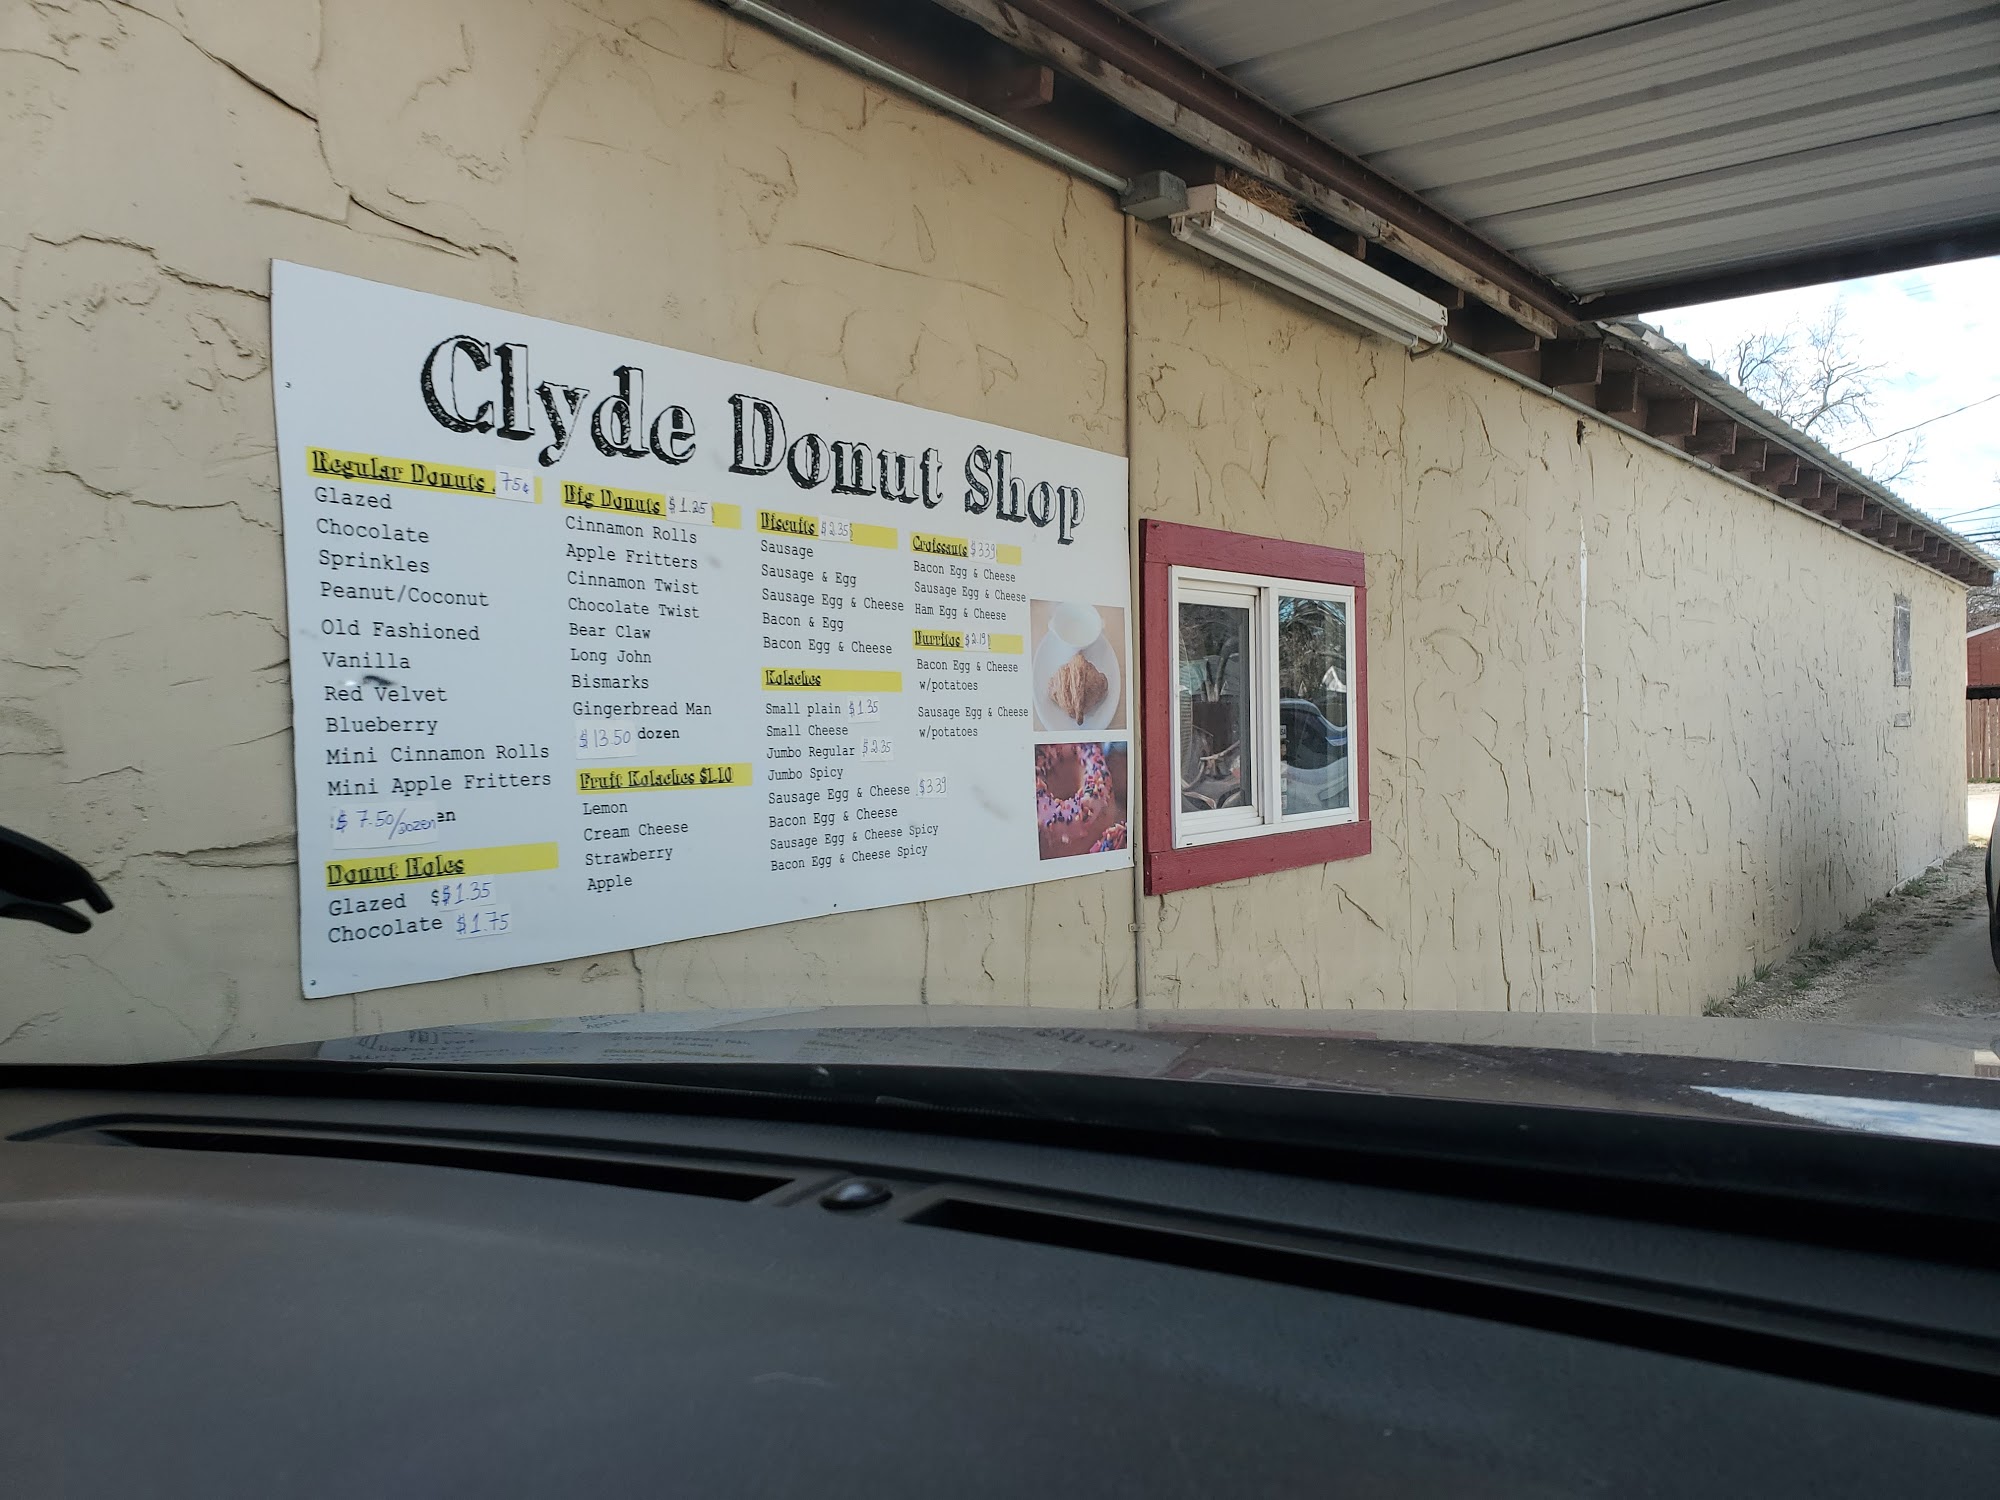 Clyde Donut Shop
Regular Donuts 75¢
Glazed
Chocolate
Sprinkles
Peanut/Coconut
Old Fashioned
Vanilla
Red Velvet
Blueberry
Mini Cinnamon Rolls
Mini Apple Fritters
$ 7.50/DOZEN en
Donut Holes
Glazed $$1.35
Chocolate $1.75
Big Donuts $1.25
Cinnamon Rolls
Apple Fritters
Cinnamon Twist
Chocolate Twist
Bear Claw
Long John
Bismarks
Gingerbread Man
$13.50 dozen
Fruit Kolaches $1.10
Lemon
Cream Cheese
Strawberry
Apple
Biscuits $2.35
Sausage
Sausage & Egg
Sausage Egg & Cheese
Bacon & Egg
Bacon Egg & Cheese
Kolaches
Small plain $1.35
Small Cheese
Jumbo Regular $2.35
Jumbo Spicy
Sausage Egg & Cheese $3.39
Bacon Egg & Cheese
Sausage Egg & Cheese Spicy
Bacon Egg & Cheese Spicy
Croissants $3.39
Bacon Egg & Cheese
Sausage Egg & Cheese
Ham Egg & Cheese
Burritos $2.19
Bacon Egg & Cheese
w/potatoes
Sausage Egg & Cheese
w/potatoes